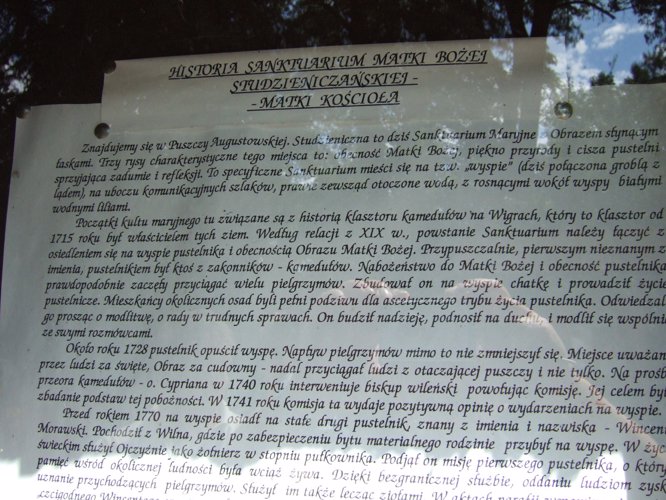 HISTORIA SANKTUARIUM MATKI BOŻEJ
STUDZIENICZAŃSKIEJ -
- MATKI KOŚCIOŁA
Znajdujemy się w Puszczy Augustowskiej. Studzieniczna to dziś Sanktuarium Maryjne z Obrazem słynącym
łaskami. Trzy rysy charakterystyczne tego miejsca to: obecność Matki Bożej, piękno przyrody i cisza pustelni
sprzyjająca zadumie i refleksji. To specyficzne Sanktuarium mieści się na tzw. „wyspie" (dziś połączona groblą z
lądem), na uboczu komunikacyjnych szlaków, prawie zewsząd otoczone wodą, z rosnącymi wokół wyspy białymi
wodnymi liliami.
Początki kultu maryjnego tu związane są z historią klasztoru kamedułów na Wigrach, który to klasztor od
1715 roku był właścicielem tych ziem. Według relacji z XIX w., powstanie Sanktuarium należy łączyć z
osiedleniem się na wyspie pustelnika i obecnością Obrazu Matki Bożej. Przypuszczalnie, pierwszym nieznanym z
imienia, pustelnikiem był ktoś z zakonników - kamedułów. Nabożeństwo do Matki Bożej i obecność pustelnika
prawdopodobnie zaczęły przyciągać wielu pielgrzymów. Zbudował on na wyspie chatkę i prowadził życie
pustelnicze. Mieszkańcy okolicznych osad byli pełni podziwu dla ascetycznego trybu życia pustelnika. Odwiedzal
go prosząc o modlitwę, o rady w trudnych sprawach. On budził nadzieję, podnosił na duchu, i modlił się wspólni
ze swymi rozmówcami.
Około roku 1728 pustelnik opuścił wyspę. Napływ pielgrzymów mimo to nie zmniejszył się. Miejsce uważan
przez ludzi za święte, Obraz za cudowny - nadal przyciągał ludzi z otaczającej puszczy i nie tylko. Na prośb
przeora kamedułów - o. Cypriana w 1740 roku interweniuje biskup wileński powołując komisję. Jej celem był
zbadanie podstaw tej pobożności. W 1741 roku komisja ta wydaje pozytywną opinię o wydarzeniach na wyspie.
Przed rokiem 1770 na wyspie osiadł na stałe drugi pustelnik, znany z imienia i nazwiska - Wincen
Morawski. Pochodził z Wilna, gdzie po zabezpieczeniu bytu materialnego rodzinie przybył na wyspę. W życ
świeckim służył Ojczyźnie jako żołnierz w stopniu pułkownika. Podjął on misję pierwszego pustelnika, o któr
pamięć wśród okolicznej ludności była wciąż żywa. Dzięki bezgranicznej służbie, oddaniu ludziom zysk
uznanie przychodzących pielgrzymów. Służył im także lecząc ziołami. W aktach parafii